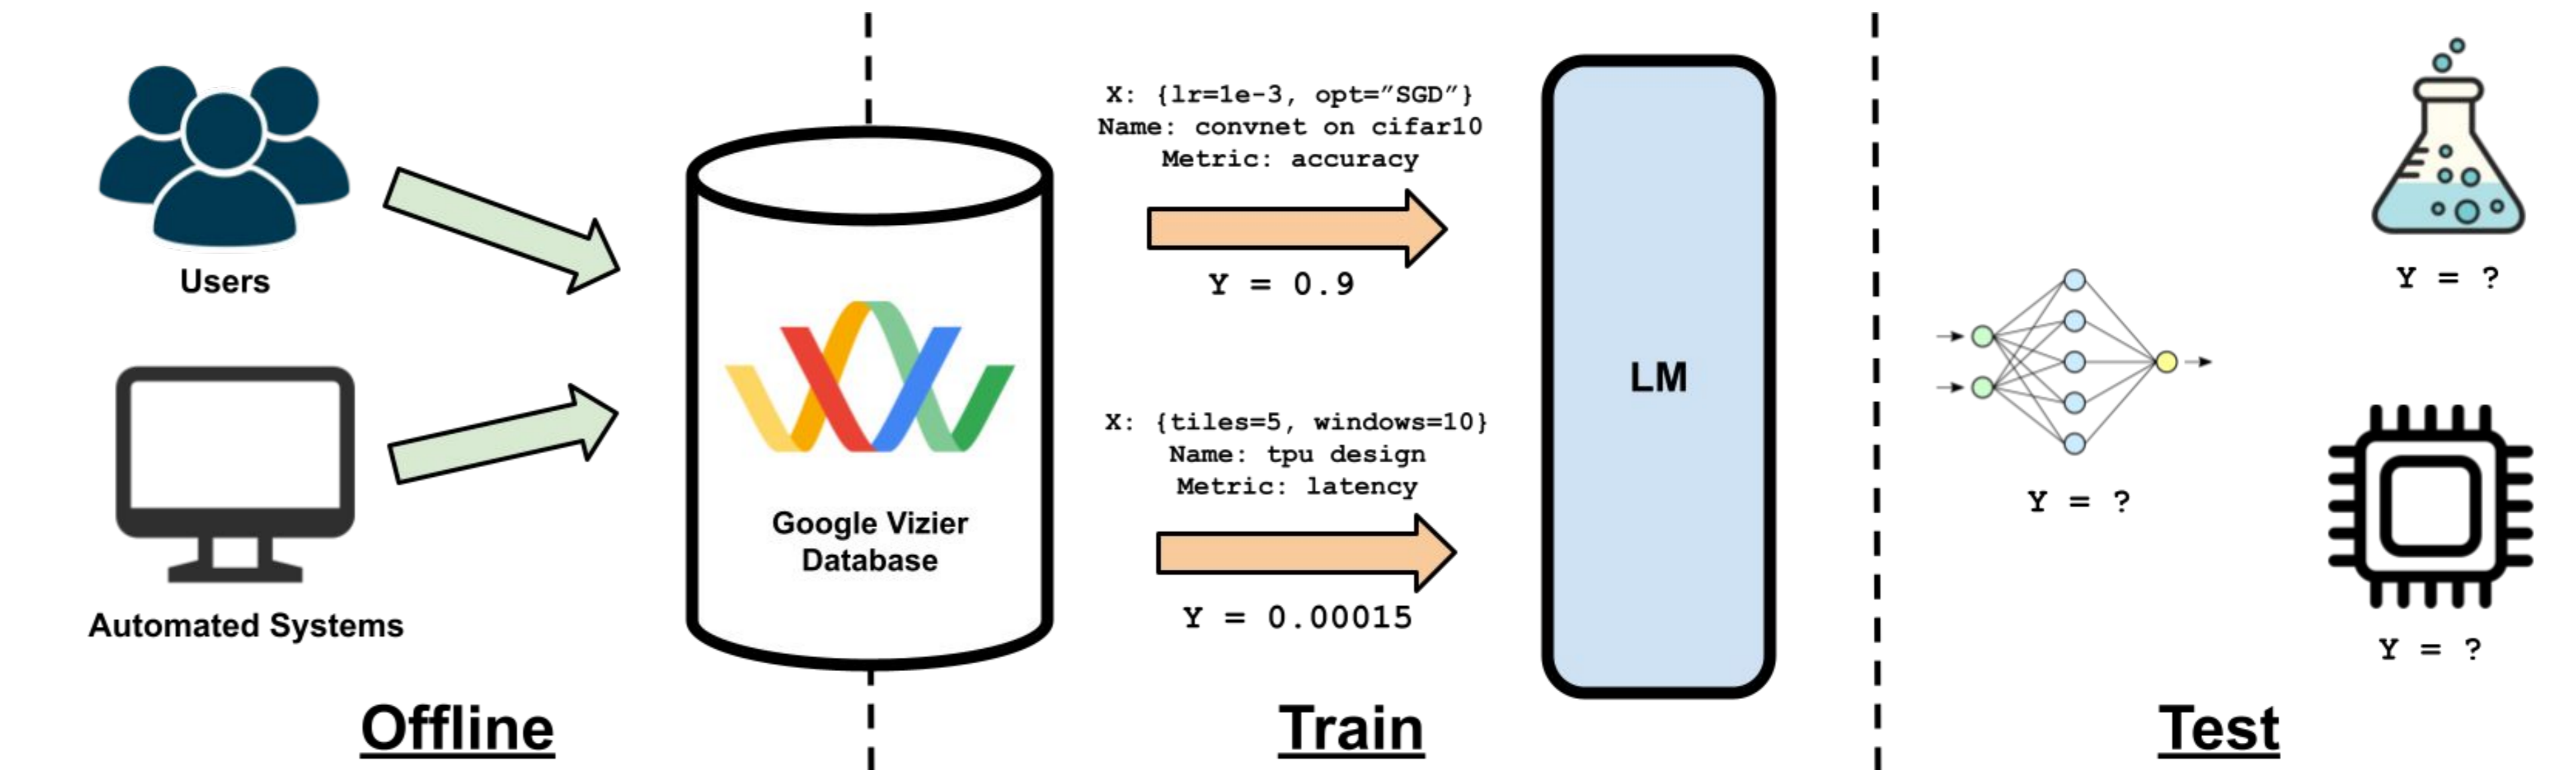 Users
Automated Systems
Offline
Google Vizier
Database
X: {lr=1e-3, opt=”SGD”}
Name: convnet on cifar10
Metric: accuracy
Y = 0.9
X: {tiles=5, windows=10}
Name: tpu design
Metric: latency
Y = 0.00015
LM
Train
Y = ?
Y = ?
Y = ?
Test